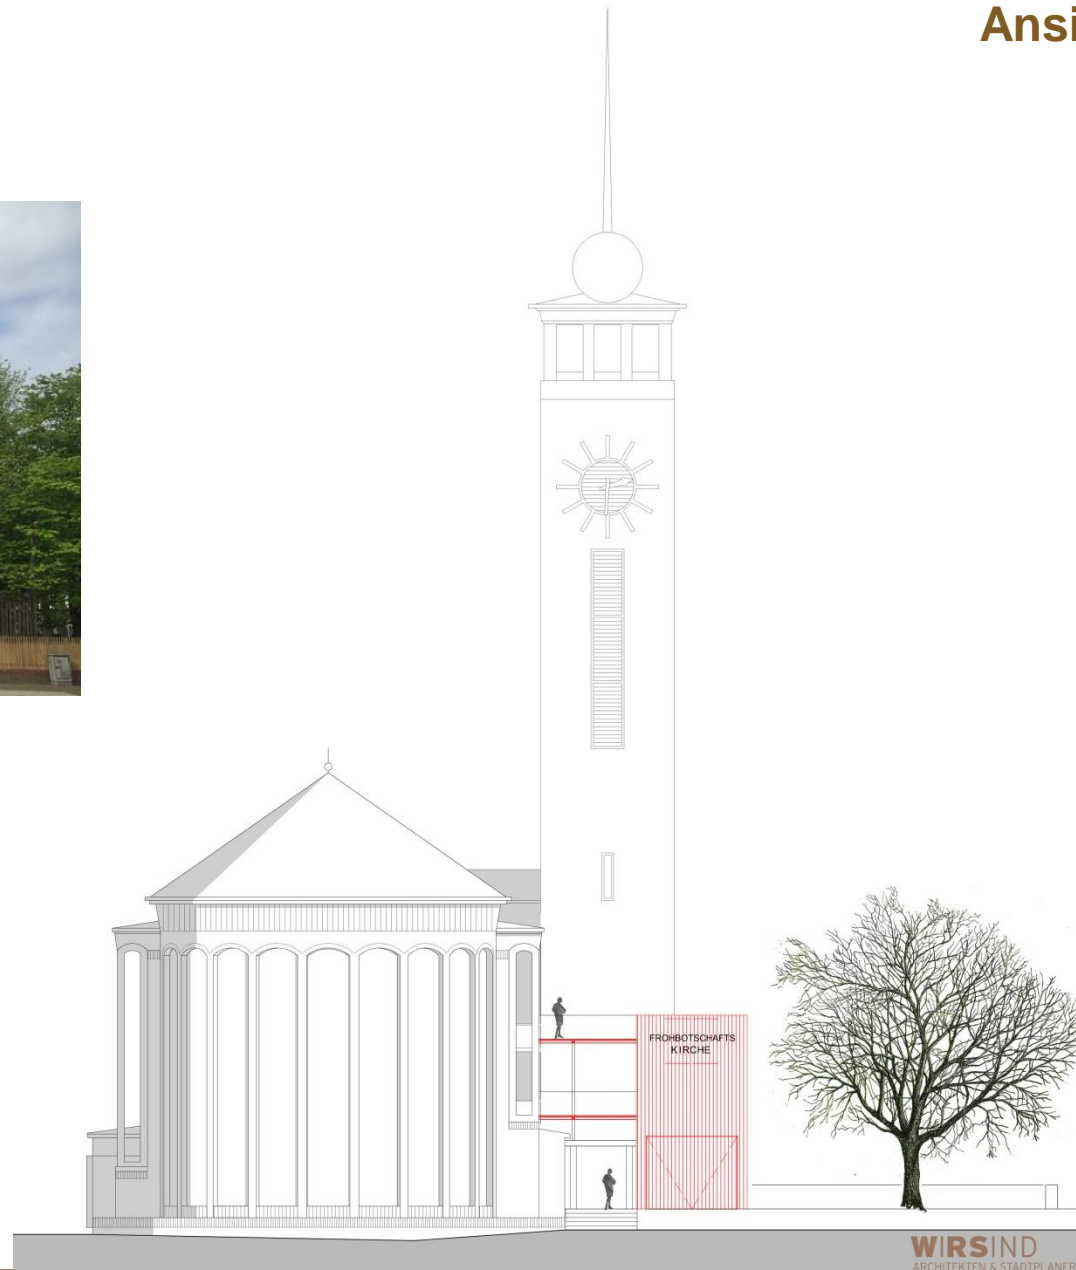 Ansi
FROHBOTSCHAFTS
KIRCHE
WIRSIND
ARCHITEKTEN & STADTPLANER